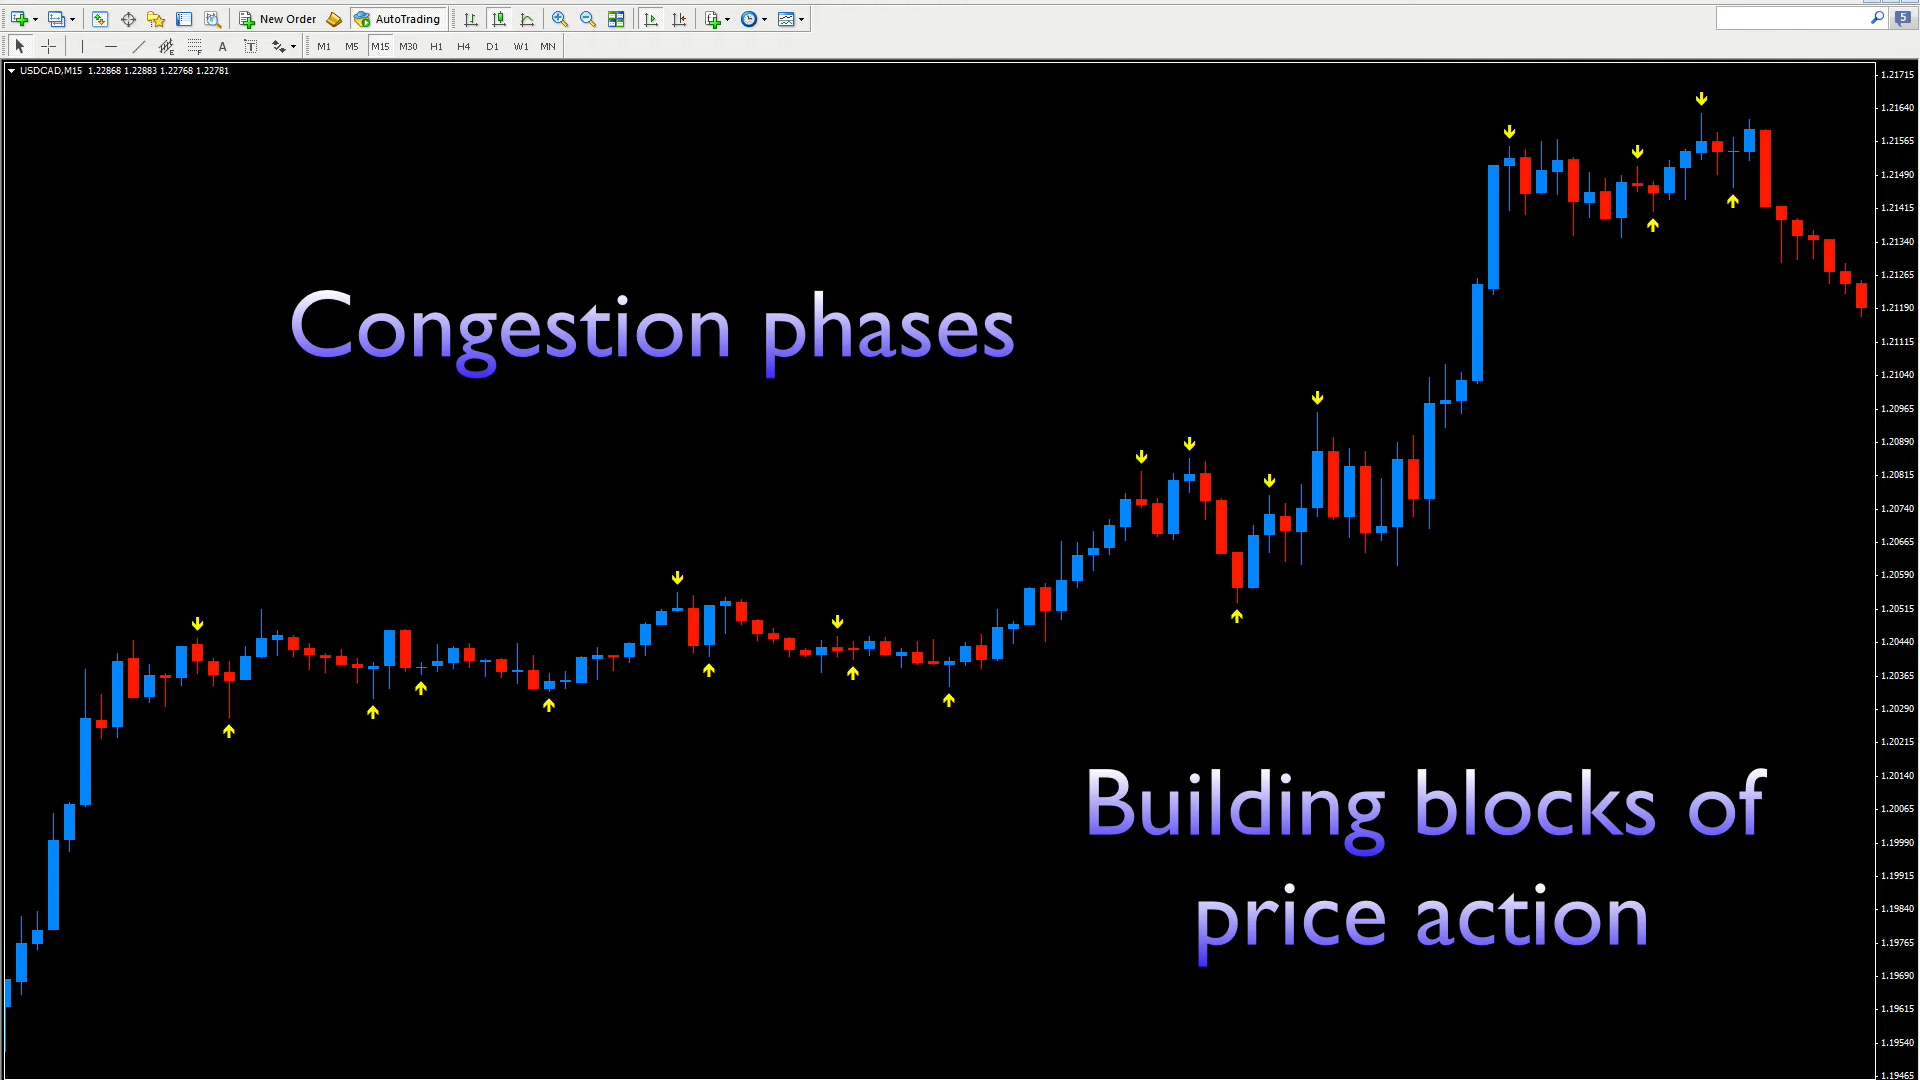 New Order
AutoTrading
5
A
T
E
F
M1 M5 M15 M30 H1 H4 D1 W1 MN
USDCAD,M15 1.22868 1.22883 1.22768 1.22781
Congestion phases
Building blocks of
price action
1.21715
1.21640
1.21565
1.21490
1.21415
1.21340
1.21265
1.21190
1.21115
1.21040
1.20965
1.20890
1.20815
1.20740
1.20665
1.20590
1.20515
1.20440
1.20365
1.20290
1.20215
1.20140
1.20065
1.19990
1.19915
1.19840
1.19765
1.19690
1.19615
1.19540
1.19465